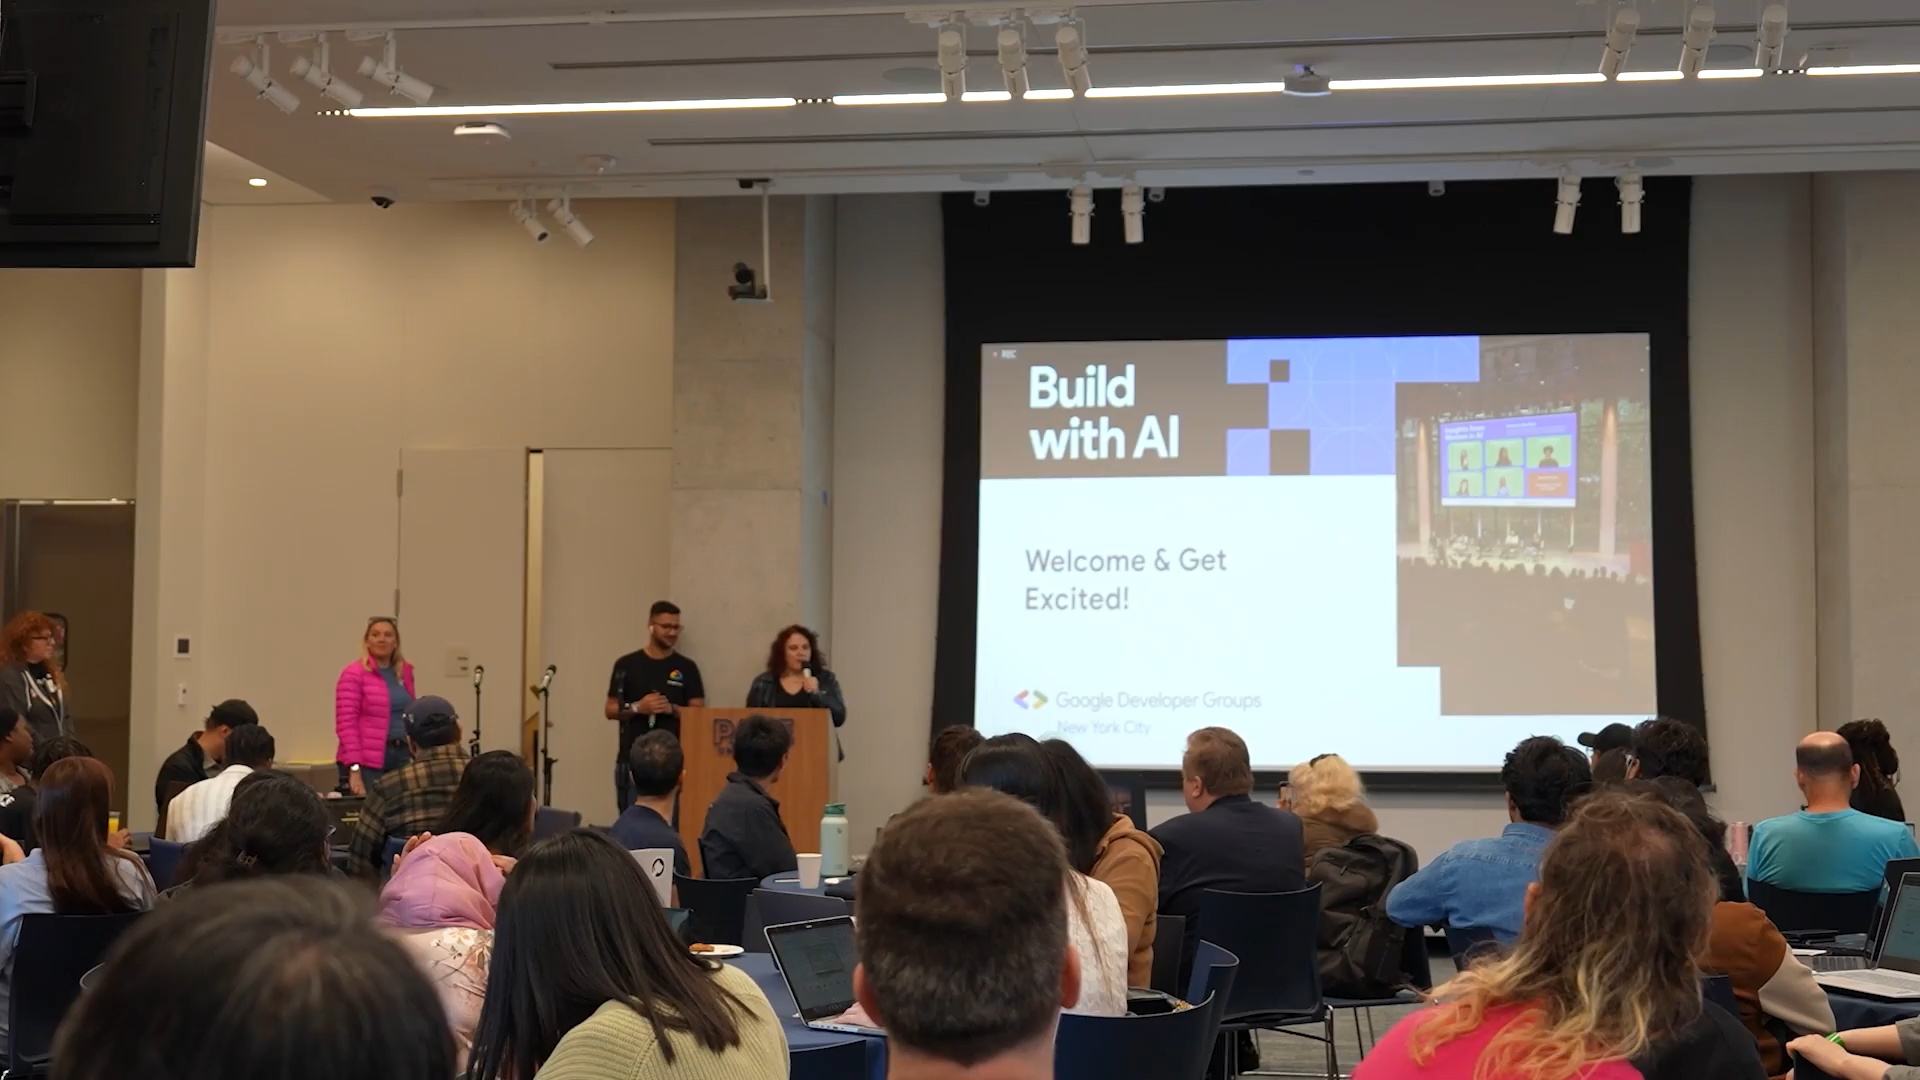 Build
with AI
Welcome & Get
Excited!
Google Developer Groups
New York City